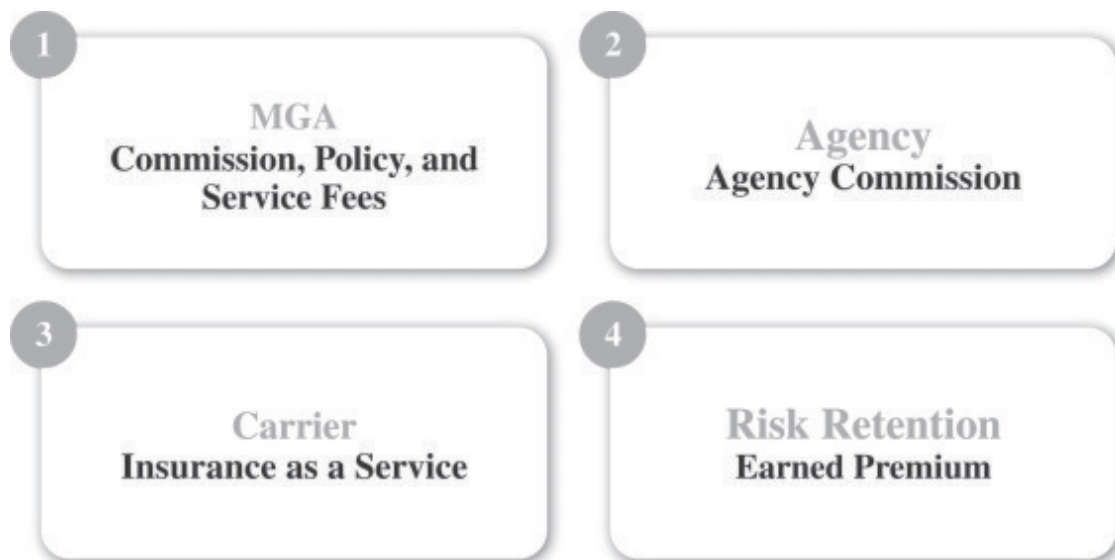 1
MGA
Commission, Policy, and
Service Fees
2
Agency
Agency Commission
3
Carrier
Insurance as a Service
4
Risk Retention
Earned Premium